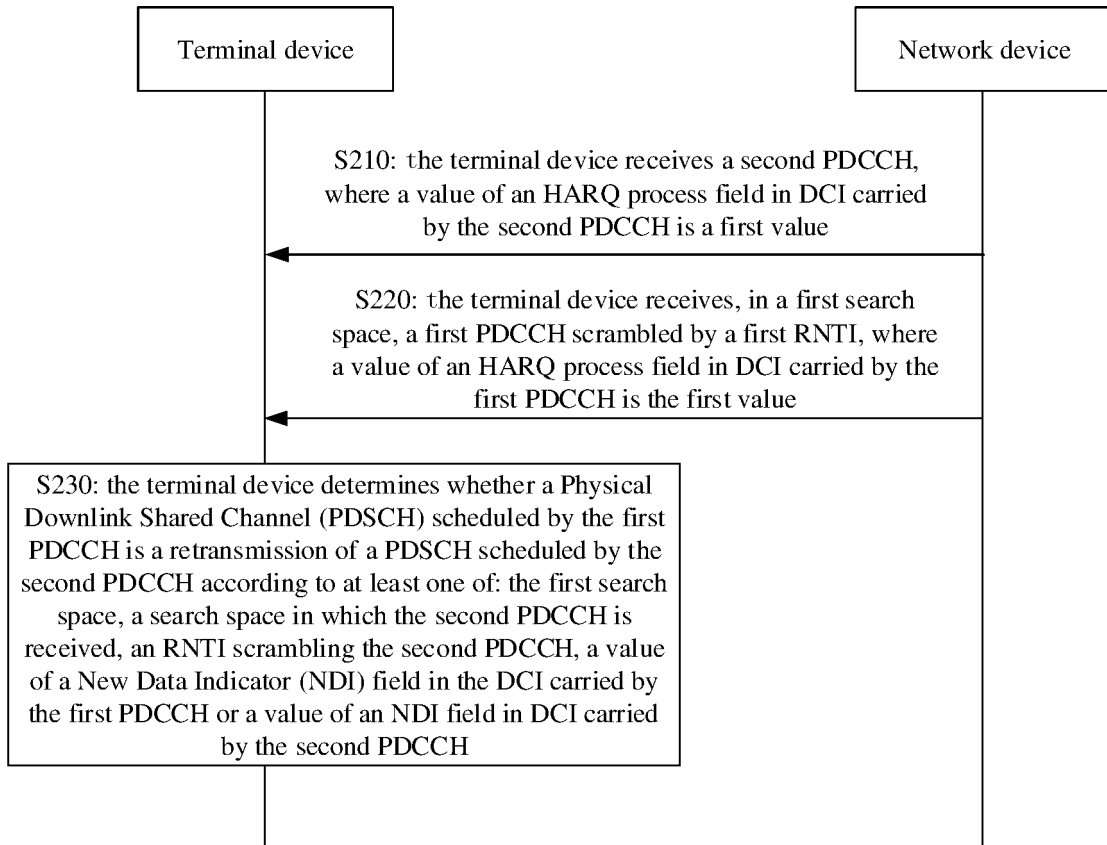 Terminal device
Network device
S210: the terminal device receives a second PDCCH,
where a value of an HARQ process field in DCI carried
by the second PDCCH is a first value
S220: the terminal device receives, in a first search
space, a first PDCCH scrambled by a first RNTI, where
a value of an HARQ process field in DCI carried by the
first PDCCH is the first value
S230: the terminal device determines whether a Physical
Downlink Shared Channel (PDSCH) scheduled by the first
PDCCH is a retransmission of a PDSCH scheduled by the
second PDCCH according to at least one of: the first search
space, a search space in which the second PDCCH is
received, an RNTI scrambling the second PDCCH, a value
of a New Data Indicator (NDI) field in the DCI carried by
the first PDCCH or a value of an NDI field in DCI carried
by the second PDCCH